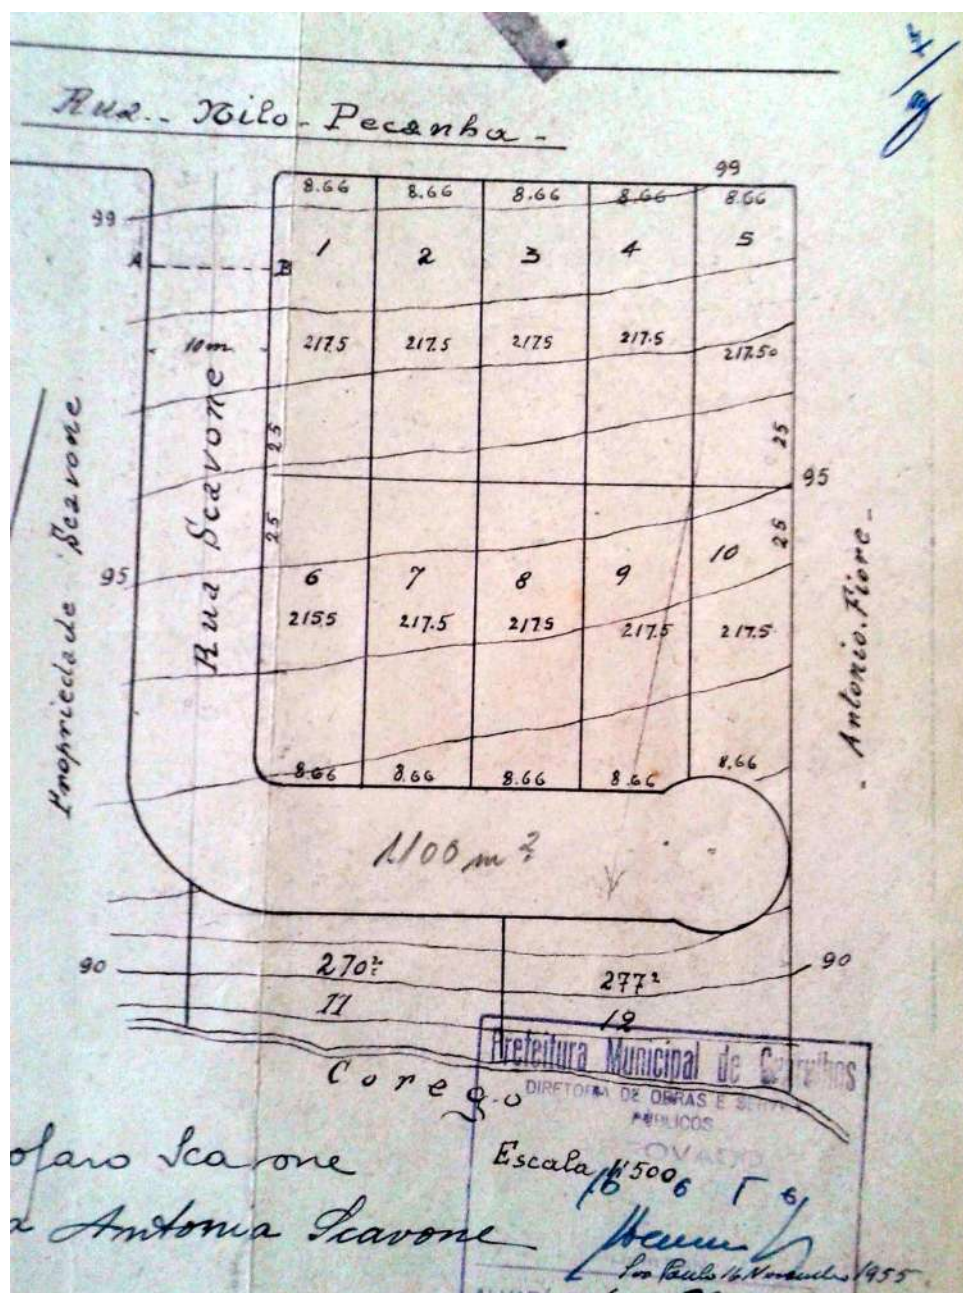 Rua.. Nilo - Pecanha -
99
8.66 8.66 8.66 8.66 8.66
99
A B
1 2 3 4 5
10m
217.5 217.5 217.5 217.5 217.50
25 25
95
Propriedade Scavone
Rua Scavone
25 25
Antonio. Fiore -
95
6 7 8 9 10
2155 217.5 217.5 217.5 217.5
8.66 8.66 8.66 8.66 8.66
1100 m²
90 90
270² 277²
11 12
Corego
Prefeitura Municipal de Guarulhos
DIRETORIA DE OBRAS E
PÚBLICOS
Escala 1:500
Scavone
Antonia Scavone
São Paulo 16 Novembro 1955